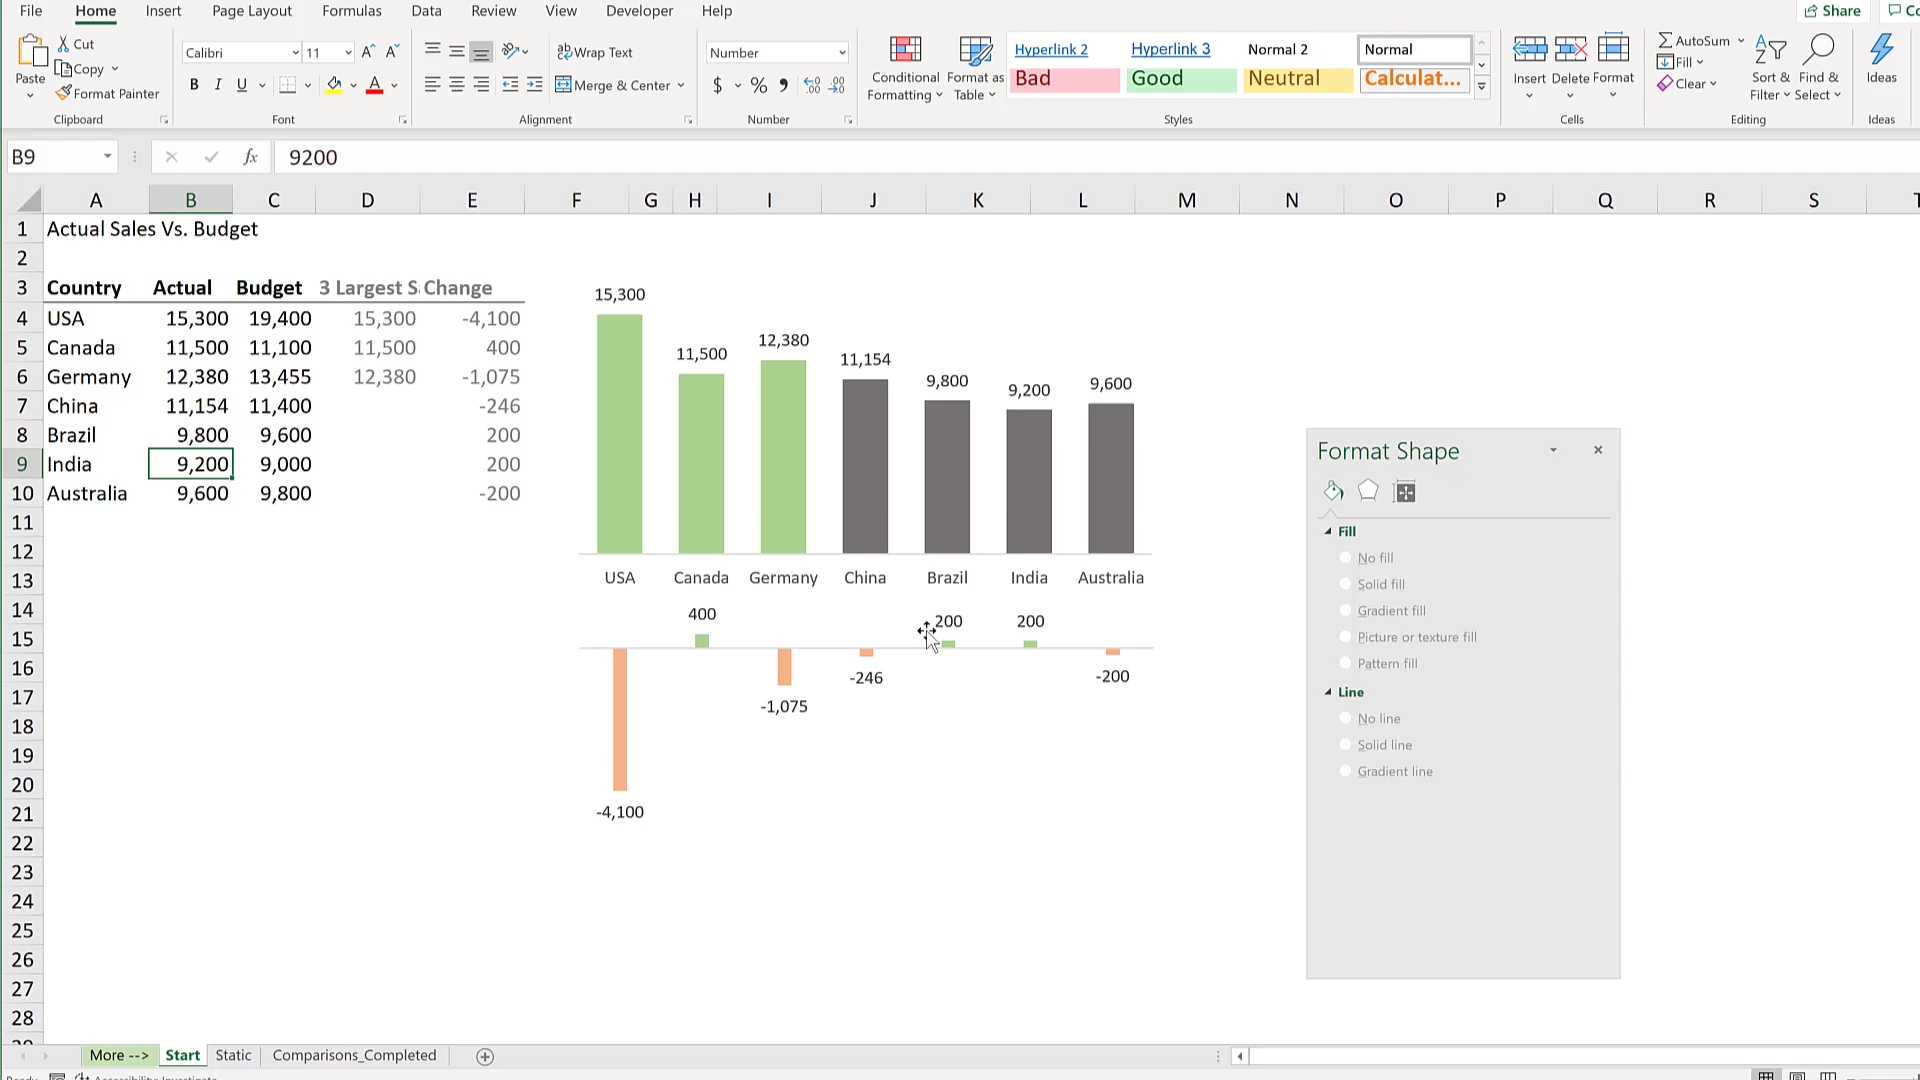 File Home Insert Page Layout Formulas Data Review View Developer Help Share Co
Paste Cut Copy Format Painter Clipboard
Calibri 11 B I U A Font
ab Wrap Text Merge & Center Alignment
Number $ % 9 Number
Conditional Formatting Format as Table Hyperlink 2 Hyperlink 3 Normal 2 Normal
Bad Good Neutral Calculat... Styles
Insert Delete Format Cells
AutoSum Fill Clear Sort & Filter Find & Select Editing
Ideas Ideas
B9 fx 9200
A B C D E F G H I J K L M N O P Q R S T
1 Actual Sales Vs. Budget
2
3 Country Actual Budget 3 Largest S Change
4 USA 15,300 19,400 15,300 -4,100
5 Canada 11,500 11,100 11,500 400
6 Germany 12,380 13,455 12,380 -1,075
7 China 11,154 11,400 -246
8 Brazil 9,800 9,600 200
9 India 9,200 9,000 200
10 Australia 9,600 9,800 -200
11
12
13
14
15
16
17
18
19
20
21
22
23
24
25
26
27
28
15,300 11,500 12,380 11,154 9,800 9,200 9,600
USA Canada Germany China Brazil India Australia
400 200 200
-246 -200
-1,075
-4,100
Format Shape
Fill
No fill
Solid fill
Gradient fill
Picture or texture fill
Pattern fill
Line
No line
Solid line
Gradient line
More --> Start Static Comparisons_Completed